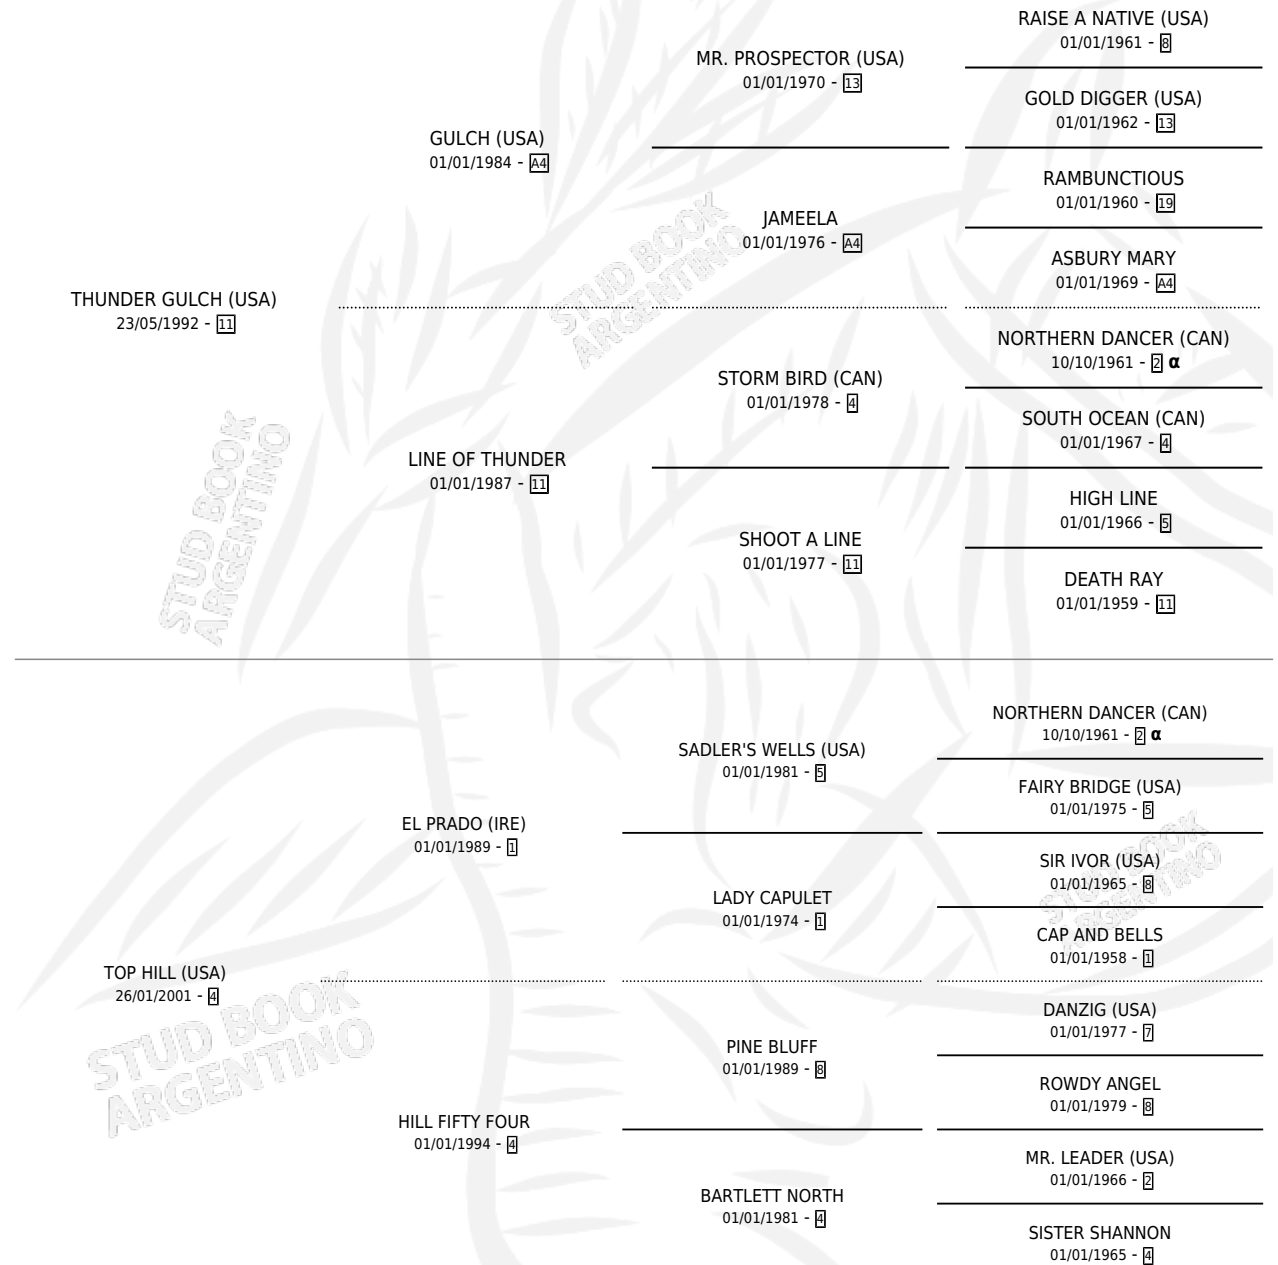 RAISE A NATIVE (USA)
01/01/1961 - 8
MR. PROSPECTOR (USA)
01/01/1970 - 13
GOLD DIGGER (USA)
01/01/1962 - 13
GULCH (USA)
01/01/1984 - A4
RAMBUNCTIOUS
01/01/1960 - 19
JAMEELA
01/01/1976 - A4
ASBURY MARY
01/01/1969 - A4
THUNDER GULCH (USA)
23/05/1992 - 11
NORTHERN DANCER (CAN)
10/10/1961 - 2 α
STORM BIRD (CAN)
01/01/1978 - 4
SOUTH OCEAN (CAN)
01/01/1967 - 4
LINE OF THUNDER
01/01/1987 - 11
HIGH LINE
01/01/1966 - 5
SHOOT A LINE
01/01/1977 - 11
DEATH RAY
01/01/1959 - 11
NORTHERN DANCER (CAN)
10/10/1961 - 2 α
SADLER'S WELLS (USA)
01/01/1981 - 5
FAIRY BRIDGE (USA)
01/01/1975 - 5
EL PRADO (IRE)
01/01/1989 - 1
SIR IVOR (USA)
01/01/1965 - 8
LADY CAPULET
01/01/1974 - 1
CAP AND BELLS
01/01/1958 - 1
TOP HILL (USA)
26/01/2001 - 4
DANZIG (USA)
01/01/1977 - 7
PINE BLUFF
01/01/1989 - 8
ROWDY ANGEL
01/01/1979 - 8
HILL FIFTY FOUR
01/01/1994 - 4
MR. LEADER (USA)
01/01/1966 - 2
BARTLETT NORTH
01/01/1981 - 4
SISTER SHANNON
01/01/1965 - 4
STUD BOOK
ARGENTINO
STUD BOOK
ARGENTINO
STUD BOOK
ARGENTINO
STUD BOOK
ARGENTINO